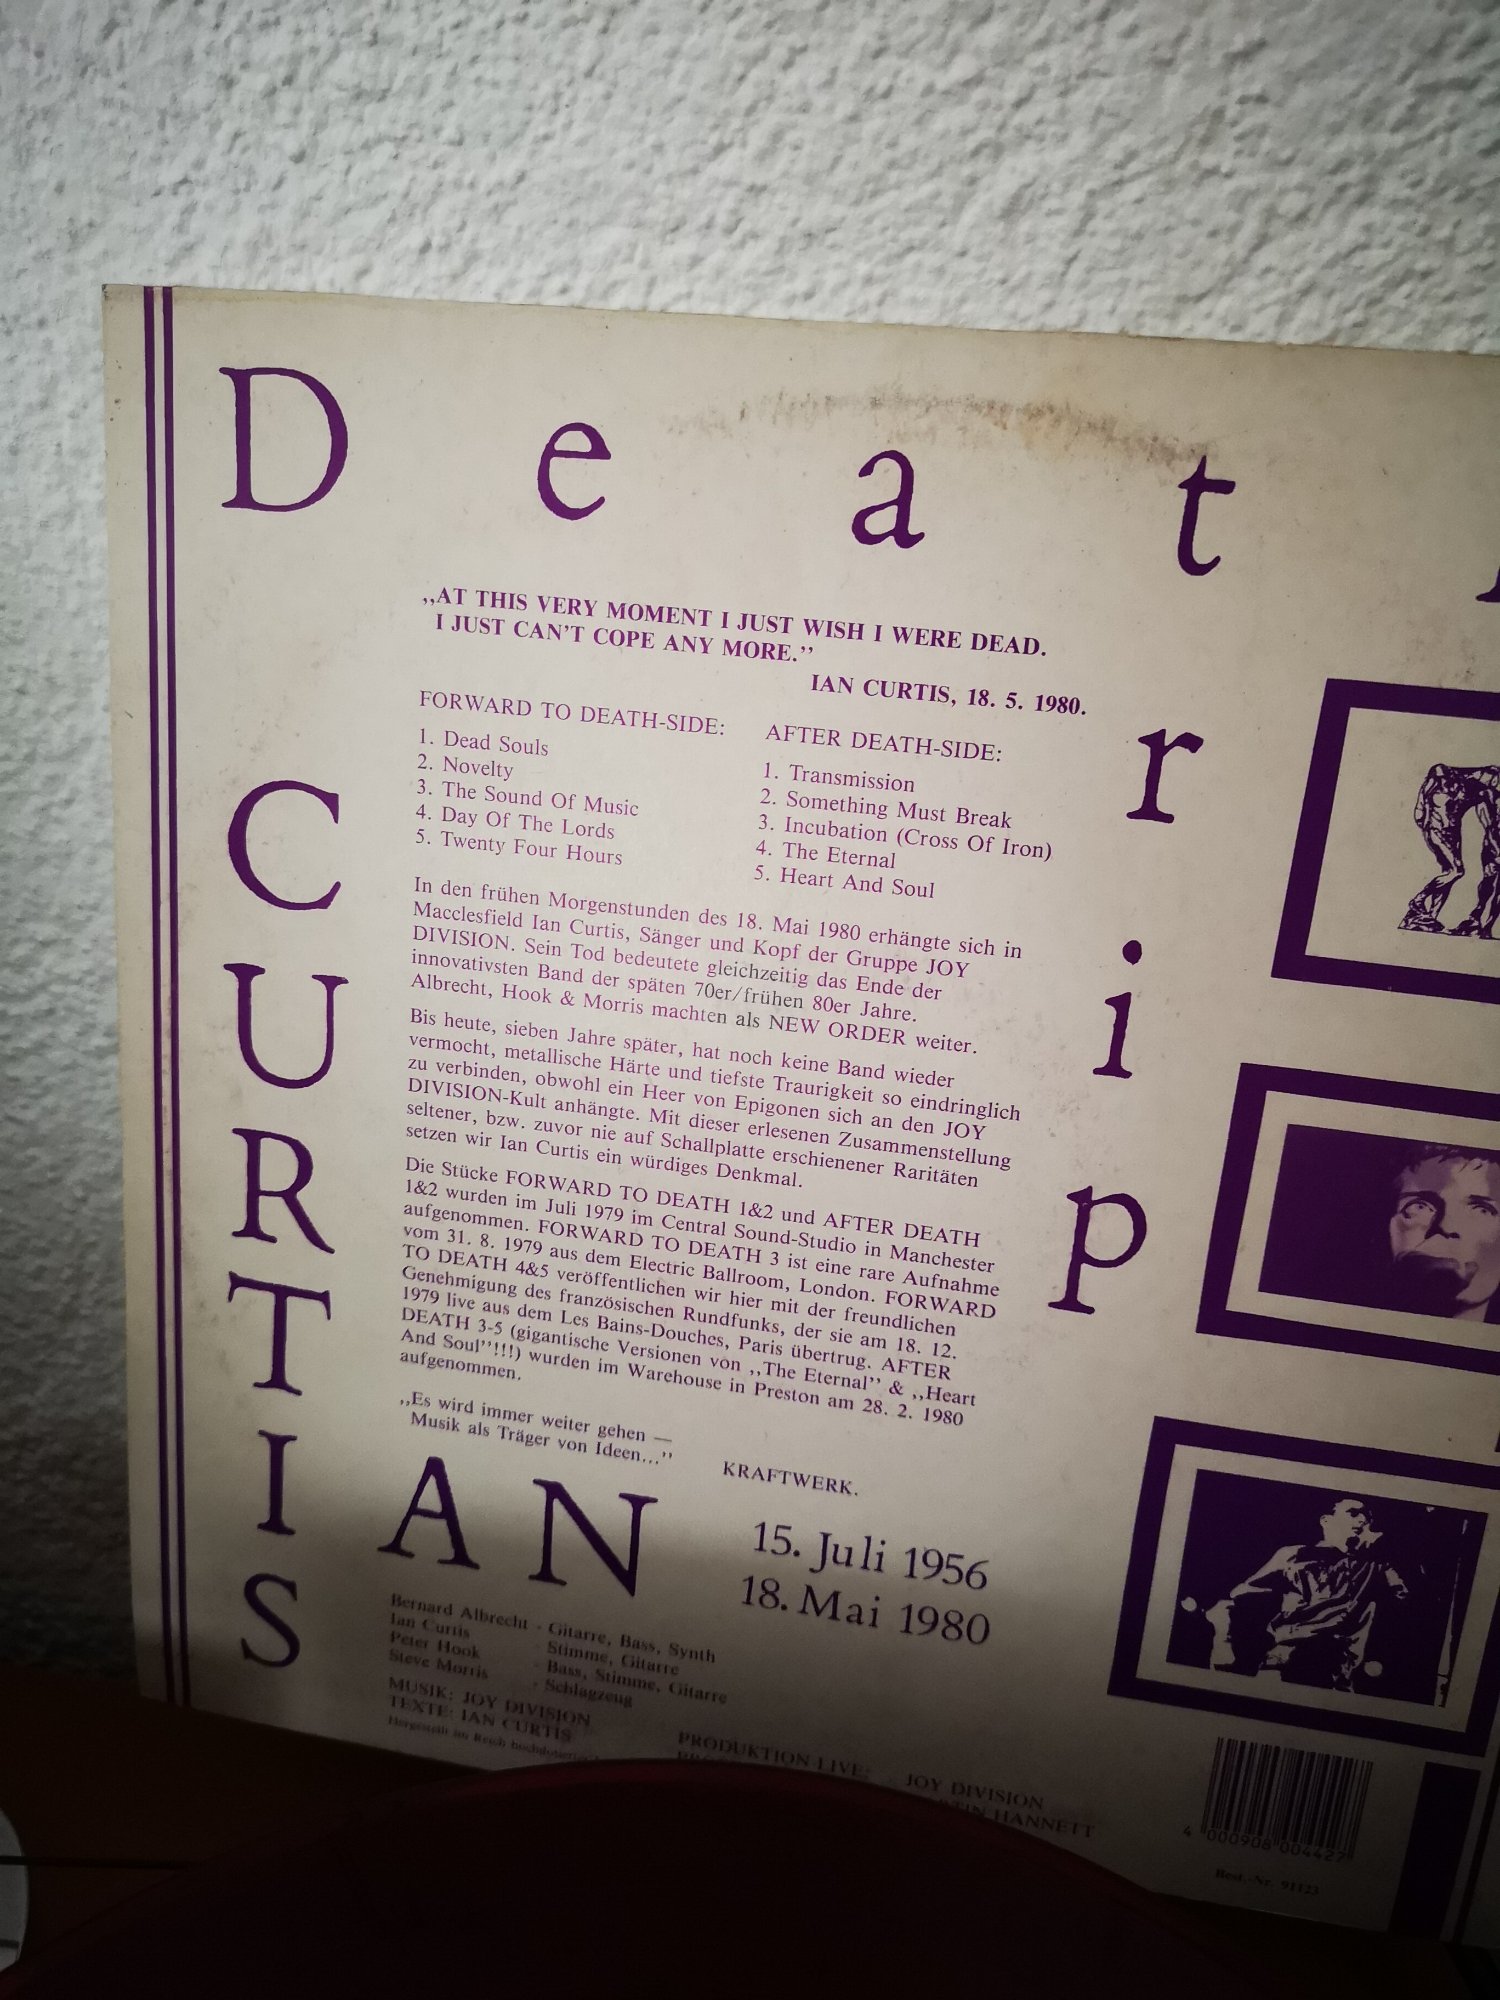 Deat
r
i
p
CURTIS
„AT THIS VERY MOMENT I JUST WISH I WERE DEAD.
I JUST CAN'T COPE ANY MORE.”
IAN CURTIS, 18. 5. 1980.
FORWARD TO DEATH-SIDE:
1. Dead Souls
2. Novelty
3. The Sound Of Music
4. Day Of The Lords
5. Twenty Four Hours
AFTER DEATH-SIDE:
1. Transmission
2. Something Must Break
3. Incubation (Cross Of Iron)
4. The Eternal
5. Heart And Soul
In den frühen Morgenstunden des 18. Mai 1980 erhängte sich in
Macclesfield Ian Curtis, Sänger und Kopf der Gruppe JOY
DIVISION. Sein Tod bedeutete gleichzeitig das Ende der
innovativsten Band der späten 70er/frühen 80er Jahre.
Albrecht, Hook & Morris machten als NEW ORDER weiter.
Bis heute, sieben Jahre später, hat noch keine Band wieder
vermocht, metallische Härte und tiefste Traurigkeit so eindringlich
zu verbinden, obwohl ein Heer von Epigonen sich an den JOY
DIVISION-Kult anhängte. Mit dieser erlesenen Zusammenstellung
seltener, bzw. zuvor nie auf Schallplatte erschienener Raritäten
setzen wir Ian Curtis ein würdiges Denkmal.
Die Stücke FORWARD TO DEATH 1&2 und AFTER DEATH
1&2 wurden im Juli 1979 im Central Sound-Studio in Manchester
aufgenommen. FORWARD TO DEATH 3 ist eine rare Aufnahme
vom 31. 8. 1979 aus dem Electric Ballroom, London. FORWARD
TO DEATH 4&5 veröffentlichen wir hier mit der freundlichen
Genehmigung des französischen Rundfunks, der sie am 18. 12.
1979 live aus dem Les Bains-Douches, Paris übertrug. AFTER
DEATH 3-5 (gigantische Versionen von „The Eternal” & „Heart
And Soul”!!!) wurden im Warehouse in Preston am 28. 2. 1980
aufgenommen.
„Es wird immer weiter gehen —
Musik als Träger von Ideen...”
KRAFTWERK.
IAN
15. Juli 1956
18. Mai 1980
Bernard Albrecht - Gitarre, Bass, Synth
Ian Curtis - Stimme, Gitarre
Peter Hook - Bass, Stimme, Gitarre
Steve Morris - Schlagzeug
MUSIK: JOY DIVISION
TEXTE: IAN CURTIS
Hergestellt im Reich
PRODUKTION LIVE: JOY DIVISION
HANNETT
4 000908 004427
Best.-Nr. 91123